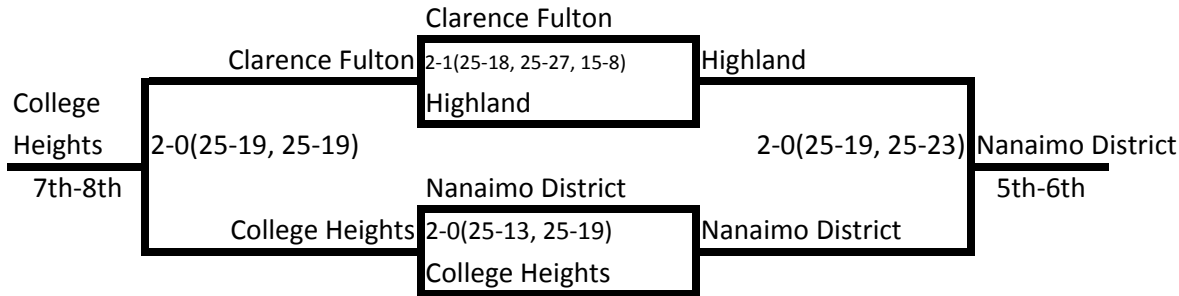 Clarence Fulton
Clarence Fulton 2-1(25-18, 25-27, 15-8) Highland
College Highland
Heights 2-0(25-19, 25-19) 2-0(25-19, 25-23) Nanaimo District
7th-8th Nanaimo District 5th-6th
College Heights 2-0(25-13, 25-19) Nanaimo District
College Heights